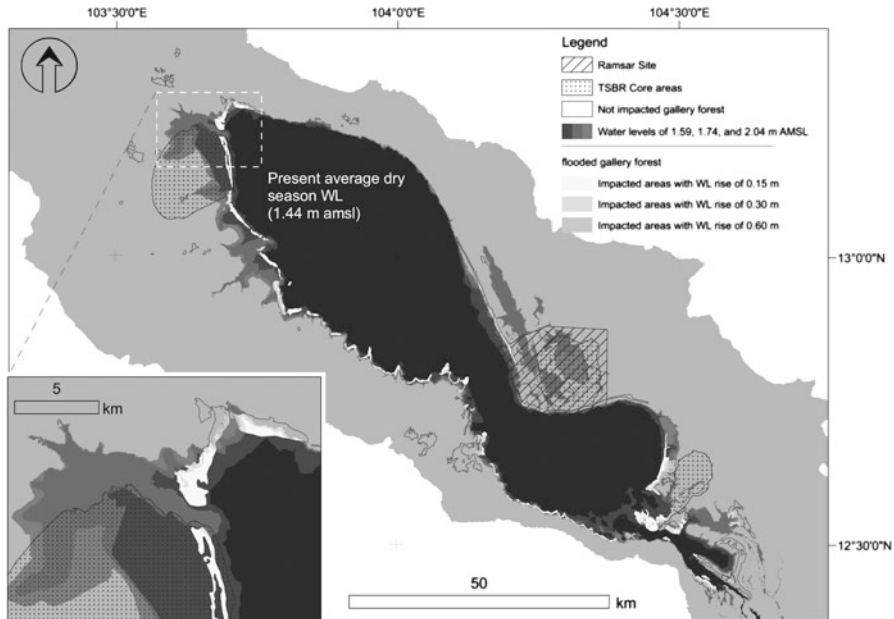 103°30'0"E
104°0'0"E
104°30'0"E
Legend
Ramsar Site
TSBR Core areas
Not impacted gallery forest
Water levels of 1.59, 1.74, and 2.04 m AMSL
flooded gallery forest
Impacted areas with WL rise of 0.15 m
Impacted areas with WL rise of 0.30 m
Impacted areas with WL rise of 0.60 m
Present average dry
season WL
(1.44 m amsl)
13°0'0"N
5
km
12°30'0"N
50
km